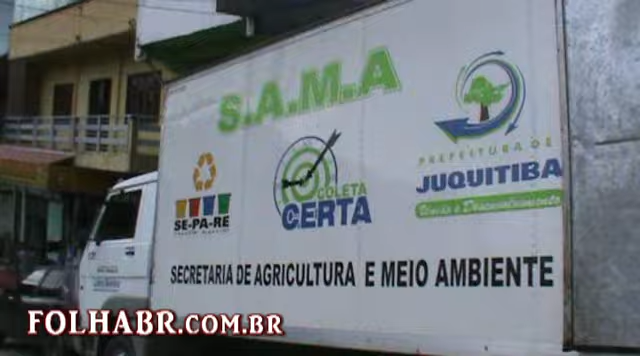 S.A.M.A
PREFEITURA DE
JUQUITIBA
COLETA
CERTA
SE-PA-RE
SECRETARIA DE AGRICULTURA E MEIO AMBIENTE
FOLHABR.COM.BR